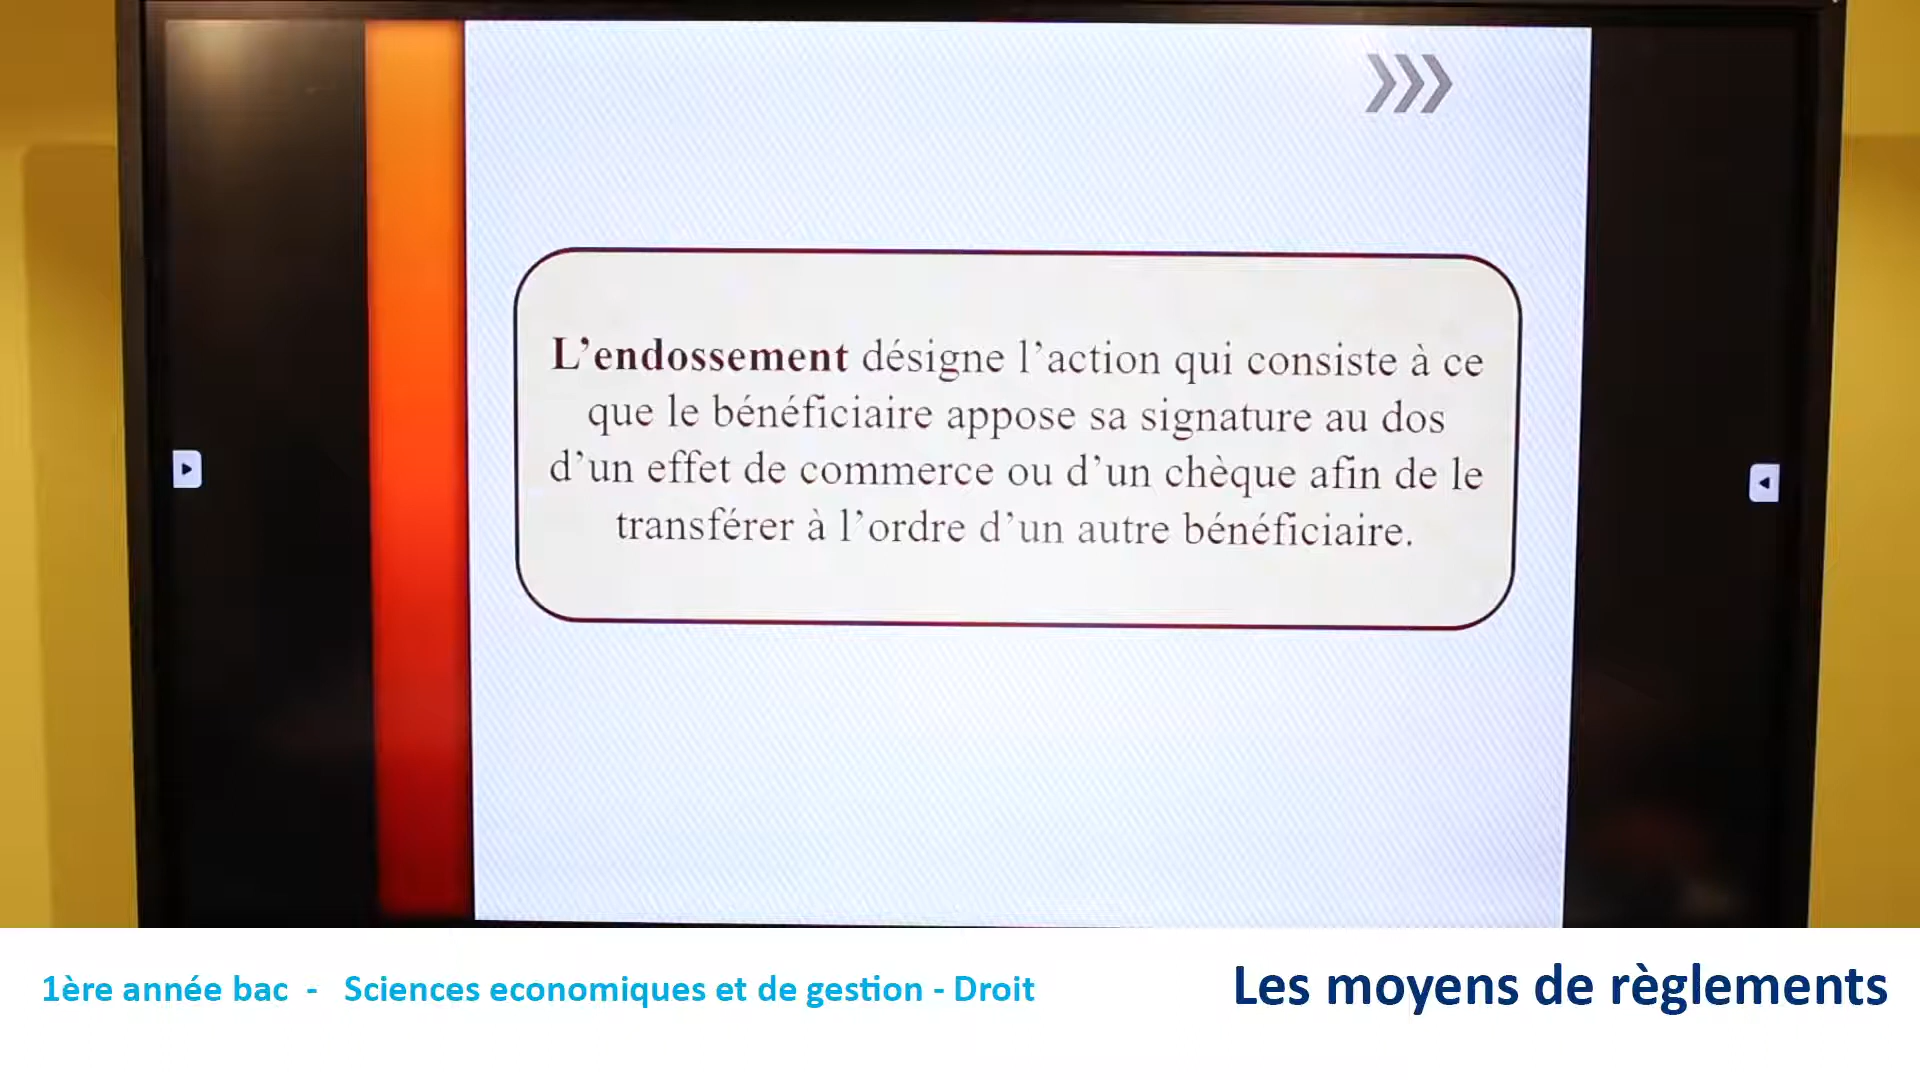 L’endossement désigne l’action qui consiste à ce
que le bénéficiaire appose sa signature au dos
d’un effet de commerce ou d’un chèque afin de le
transférer à l’ordre d’un autre bénéficiaire.
1ère année bac - Sciences economiques et de gestion - Droit
Les moyens de règlements